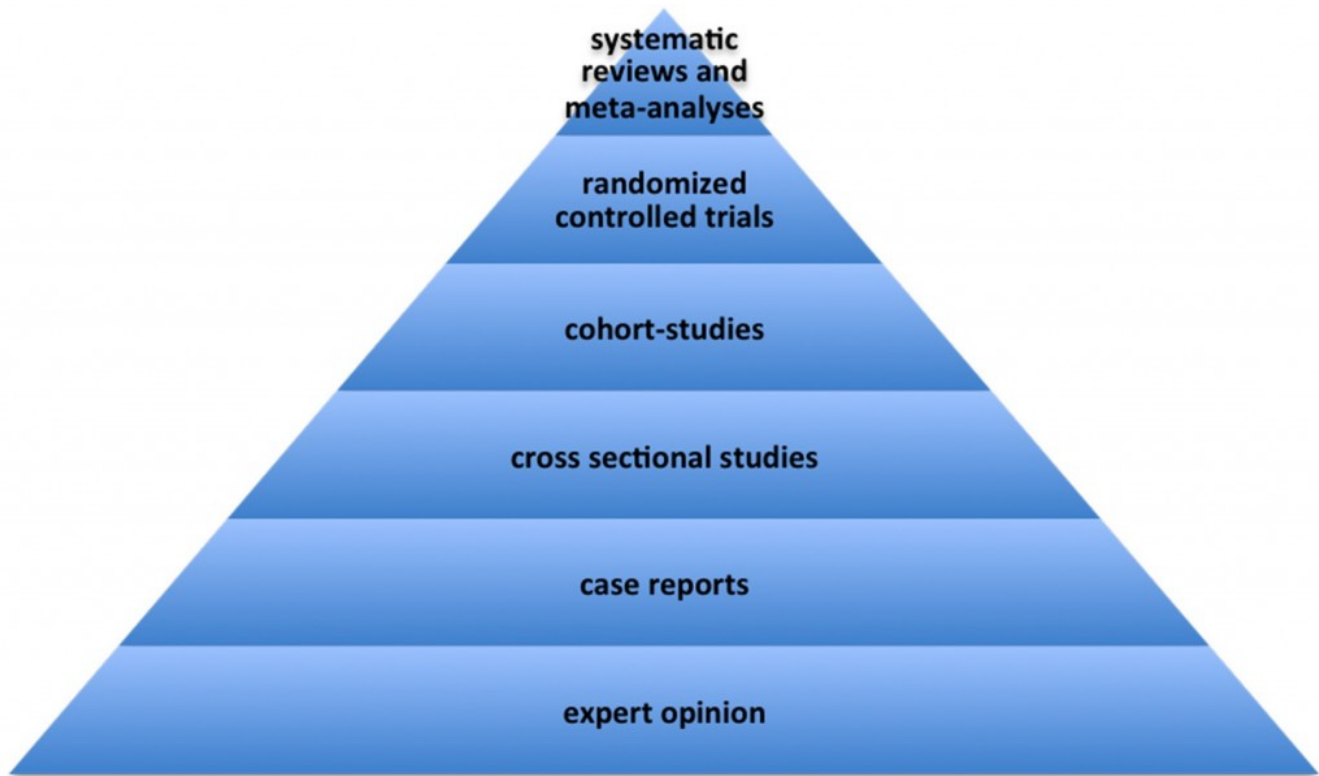 systematic
reviews and
meta-analyses
randomized
controlled trials
cohort-studies
cross sectional studies
case reports
expert opinion